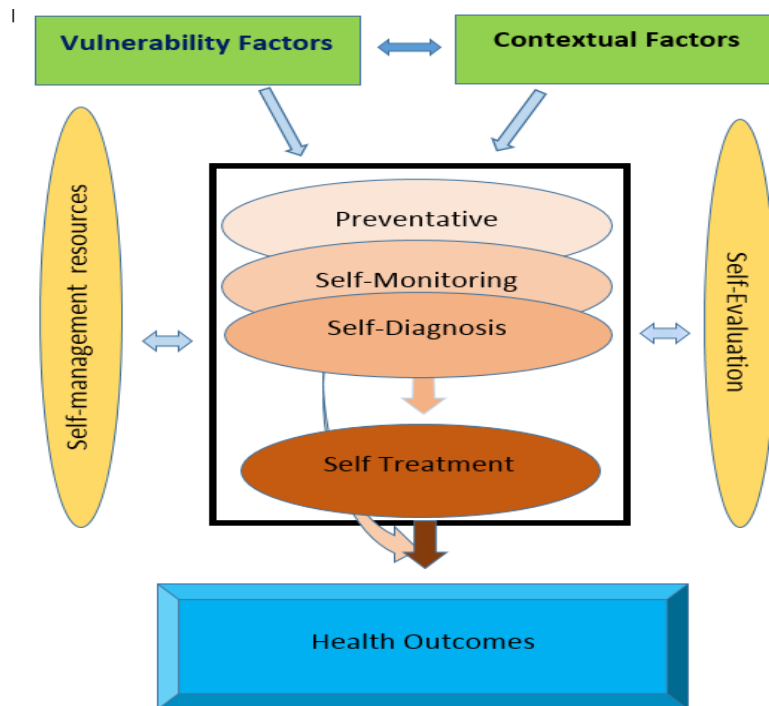 I
Vulnerability Factors
Contextual Factors
Preventative
Self-Monitoring
Self-Diagnosis
Self-management resources
Self-Evaluation
Self Treatment
Health Outcomes